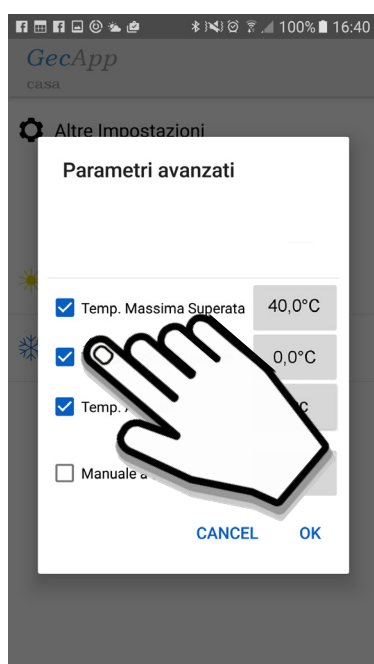 100% 16:40
GecApp
casa
Altre Impostazioni
Parametri avanzati
Temp. Massima Superata 40,0°C
0,0°C
Temp.
Manuale a
CANCEL OK